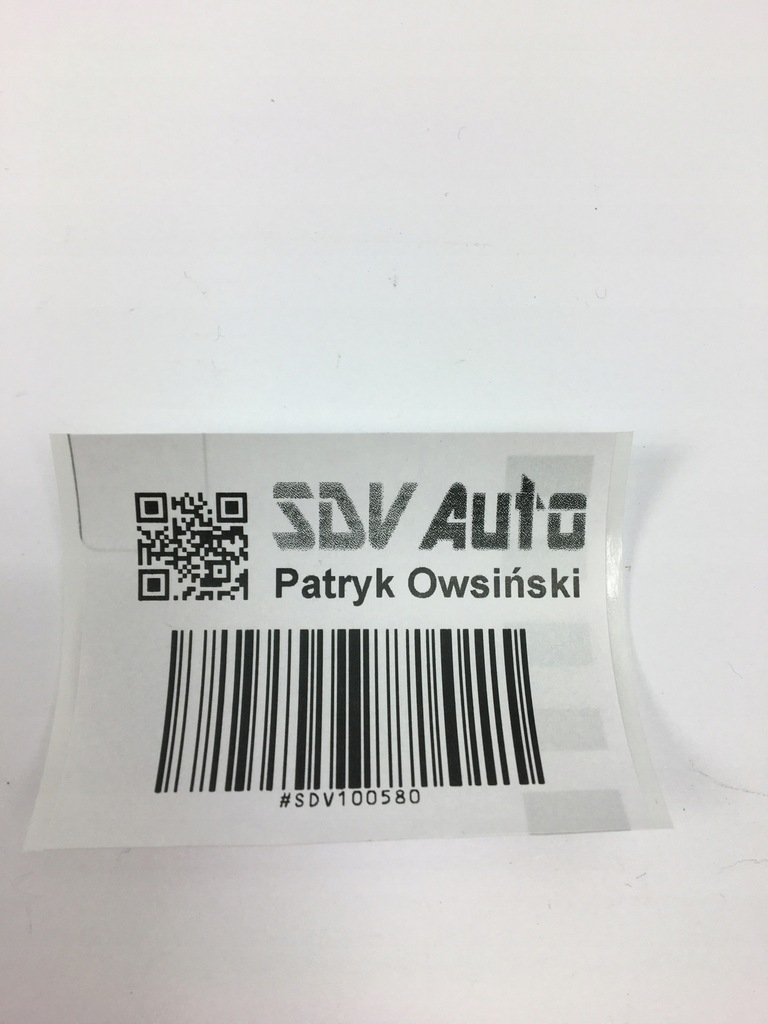 SDV Auto
Patryk Owsiński
#SDV100580